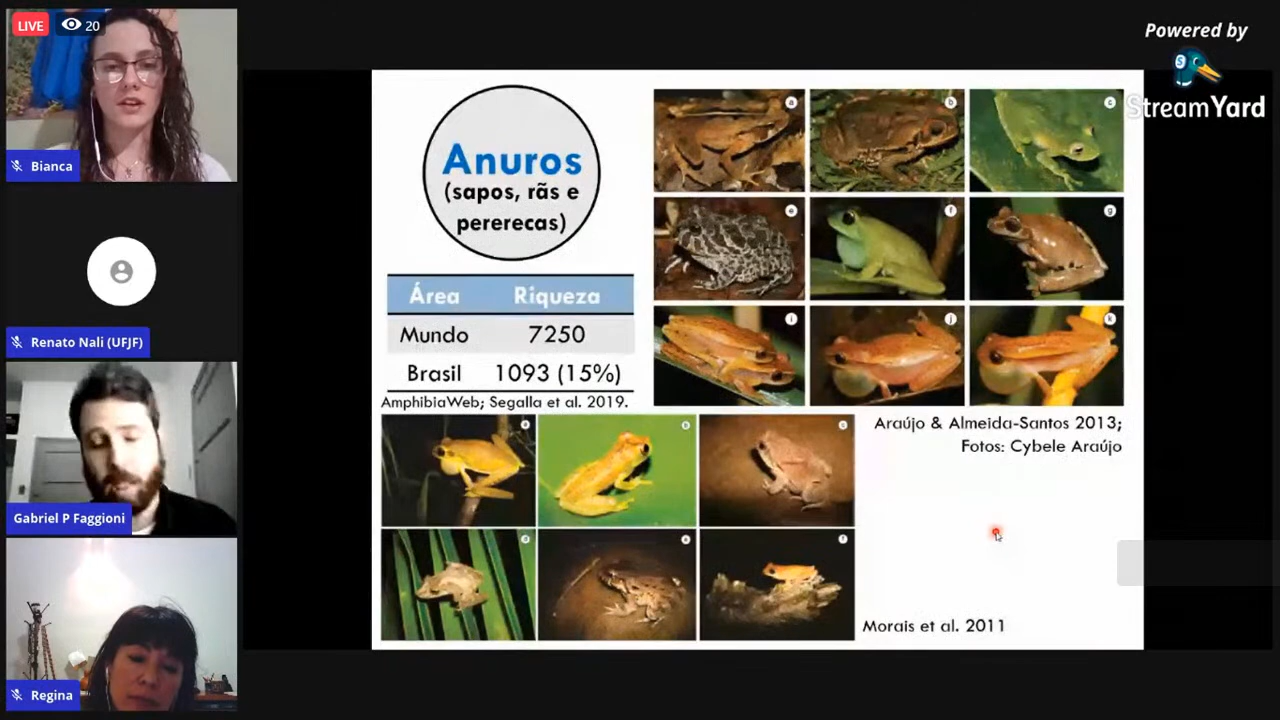 LIVE 20
Bianca
Renato Nali (UFJF)
Gabriel P Faggioni
Regina
Powered by
StreamYard
Anuros
(sapos, rãs e
pererecas)
Área Riqueza
Mundo 7250
Brasil 1093 (15%)
AmphibiaWeb; Segalla et al. 2019.
a b c
e f g
i j k
Araújo & Almeida-Santos 2013;
Fotos: Cybele Araújo
a b c
d e f
Morais et al. 2011